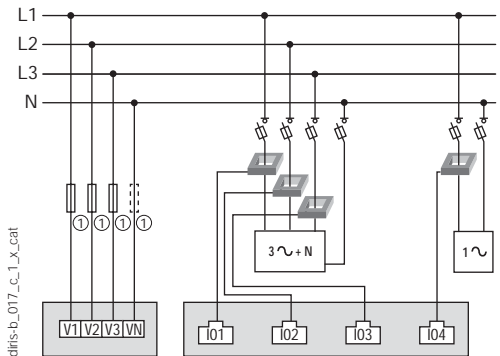 L1
L2
L3
N
① ① ① ①
3∿+N
1∿
V1 V2 V3 VN
I01 I02 I03 I04
diris-b_017_c_1_x_cat